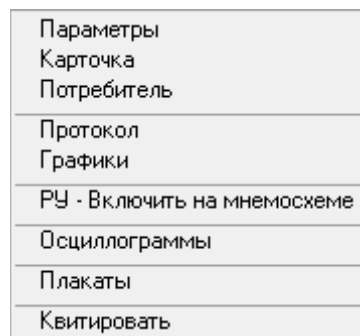 Параметры
Карточка
Потребитель
Протокол
Графики
РУ - Включить на мнемосхеме
Осциллограммы
Плакаты
Квитировать